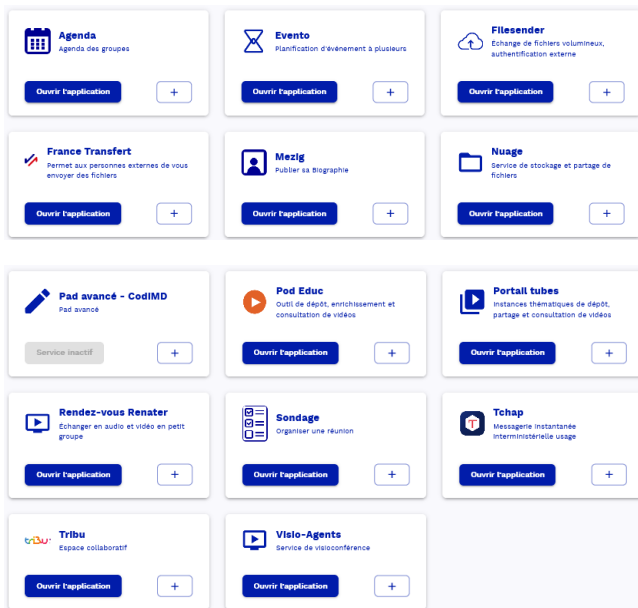 Agenda
Agenda des groupes
Ouvrir l'application
+
Evento
Planification d'événement à plusieurs
Ouvrir l'application
+
Filesender
Echange de fichiers volumineux,
authentification externe
Ouvrir l'application
+
France Transfert
Permet aux personnes externes de vous
envoyer des fichiers
Ouvrir l'application
+
Mezig
Publier sa Biographie
Ouvrir l'application
+
Nuage
Service de stockage et partage de
fichiers
Ouvrir l'application
+
Pad avancé - CodiMD
Pad avancé
Service inactif
+
Pod Educ
Outil de dépôt, enrichissement et
consultation de vidéos
Ouvrir l'application
+
Portail tubes
Instances thématiques de dépôt,
partage et consultation de vidéos
Ouvrir l'application
+
Rendez-vous Renater
Echanger en audio et vidéo en petit
groupe
Ouvrir l'application
+
Sondage
Organiser une réunion
Ouvrir l'application
+
Tchap
Messagerie instantanée
interministérielle usage
Ouvrir l'application
+
tribu
Tribu
Espace collaboratif
Ouvrir l'application
+
Visio-Agents
Service de visioconférence
Ouvrir l'application
+